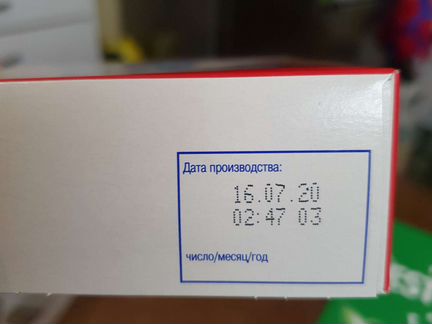 Дата производства:
16.07.20
02:47 03
число/месяц/год